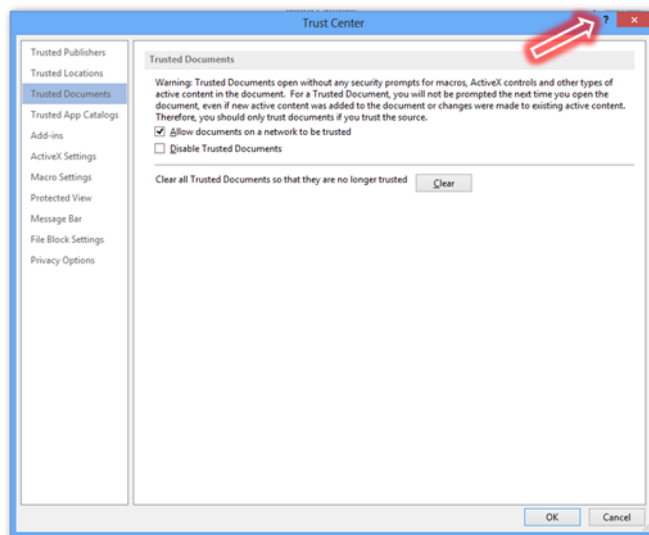 Trust Center
?
Trusted Publishers
Trusted Locations
Trusted Documents
Trusted App Catalogs
Add-ins
ActiveX Settings
Macro Settings
Protected View
Message Bar
File Block Settings
Privacy Options
Trusted Documents
Warning: Trusted Documents open without any security prompts for macros, ActiveX controls and other types of
active content in the document. For a Trusted Document, you will not be prompted the next time you open the
document, even if new active content was added to the document or changes were made to existing active content.
Therefore, you should only trust documents if you trust the source.
Allow documents on a network to be trusted
Disable Trusted Documents
Clear all Trusted Documents so that they are no longer trusted
Clear
OK
Cancel